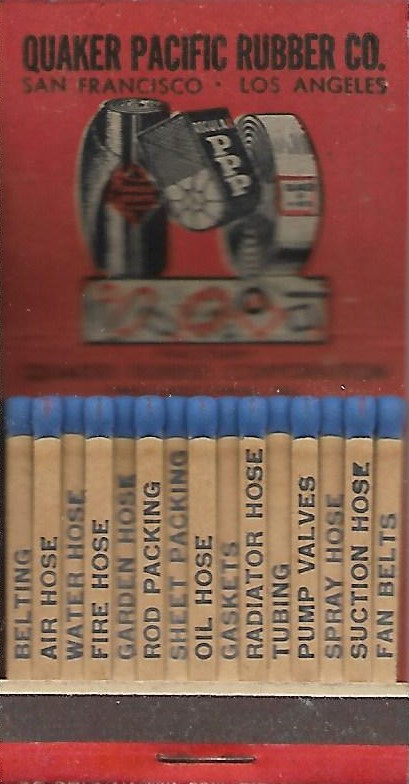 QUAKER PACIFIC RUBBER CO.
SAN FRANCISCO · LOS ANGELES
PPP
BELTING
AIR HOSE
WATER HOSE
FIRE HOSE
GARDEN HOSE
ROD PACKING
SHEET PACKING
OIL HOSE
GASKETS
RADIATOR HOSE
TUBING
PUMP VALVES
SPRAY HOSE
SUCTION HOSE
FAN BELTS